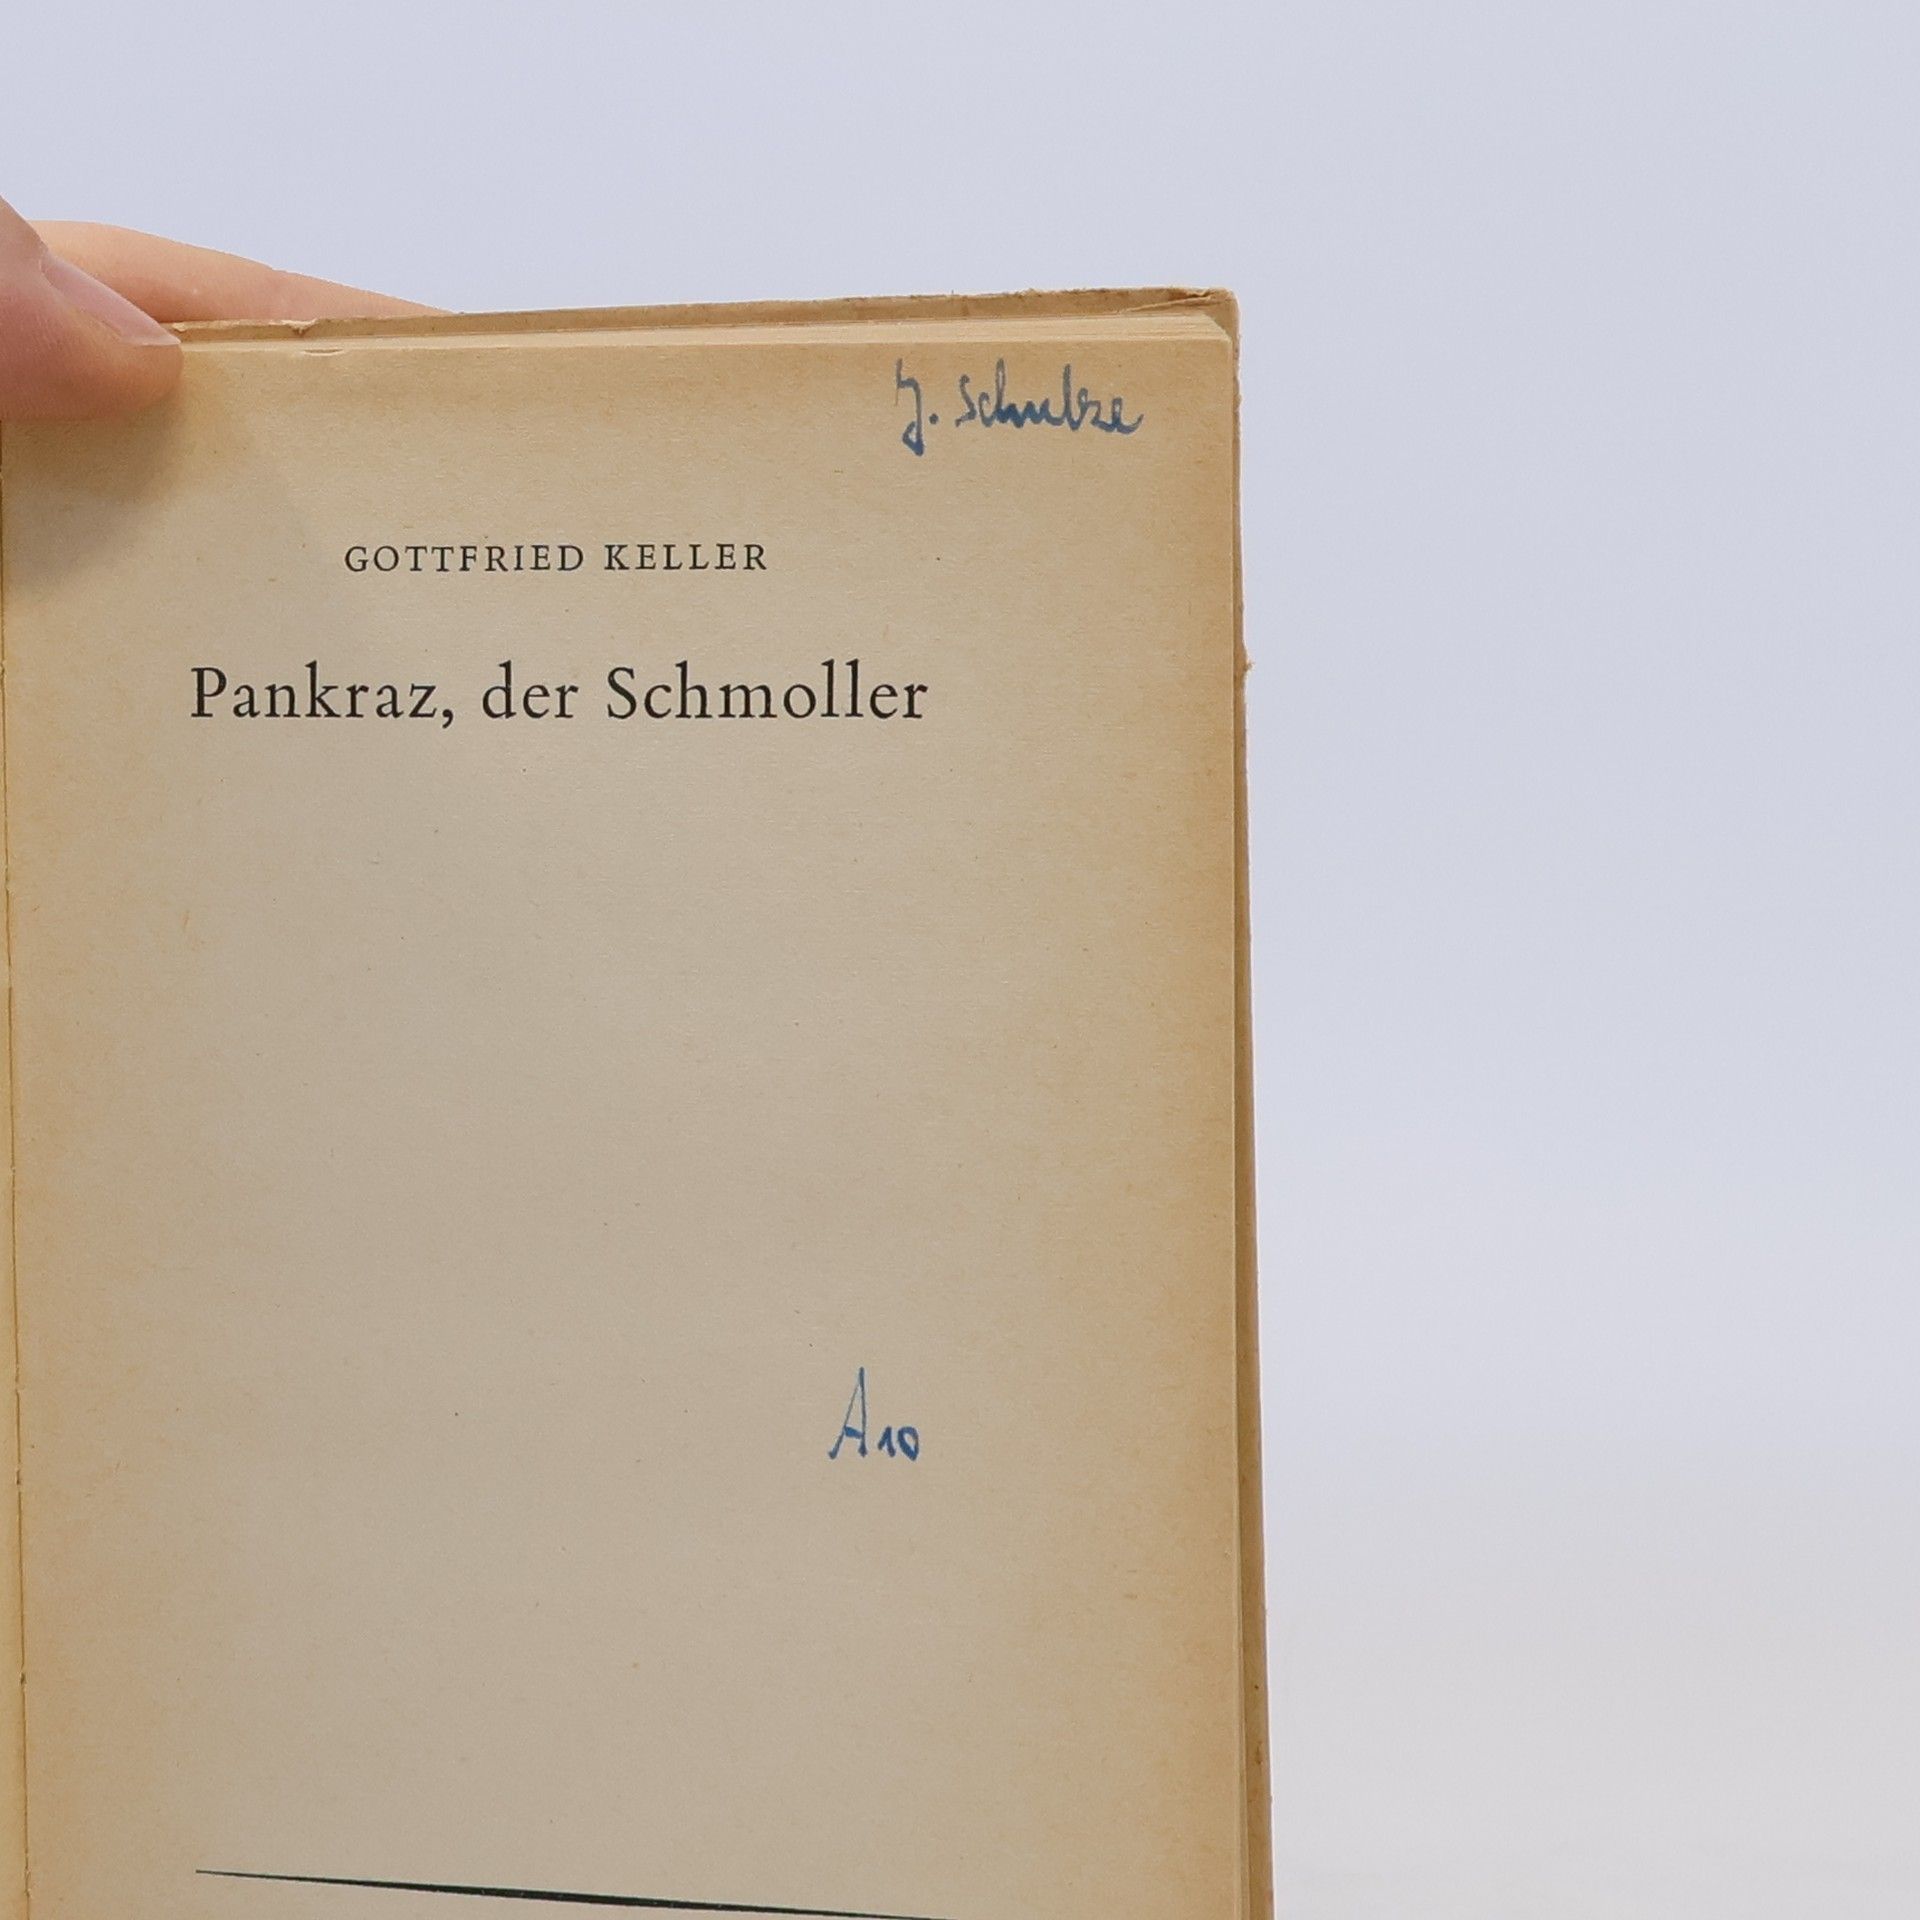 J. Schulze
GOTTFRIED KELLER
Pankraz, der Schmoller
A10